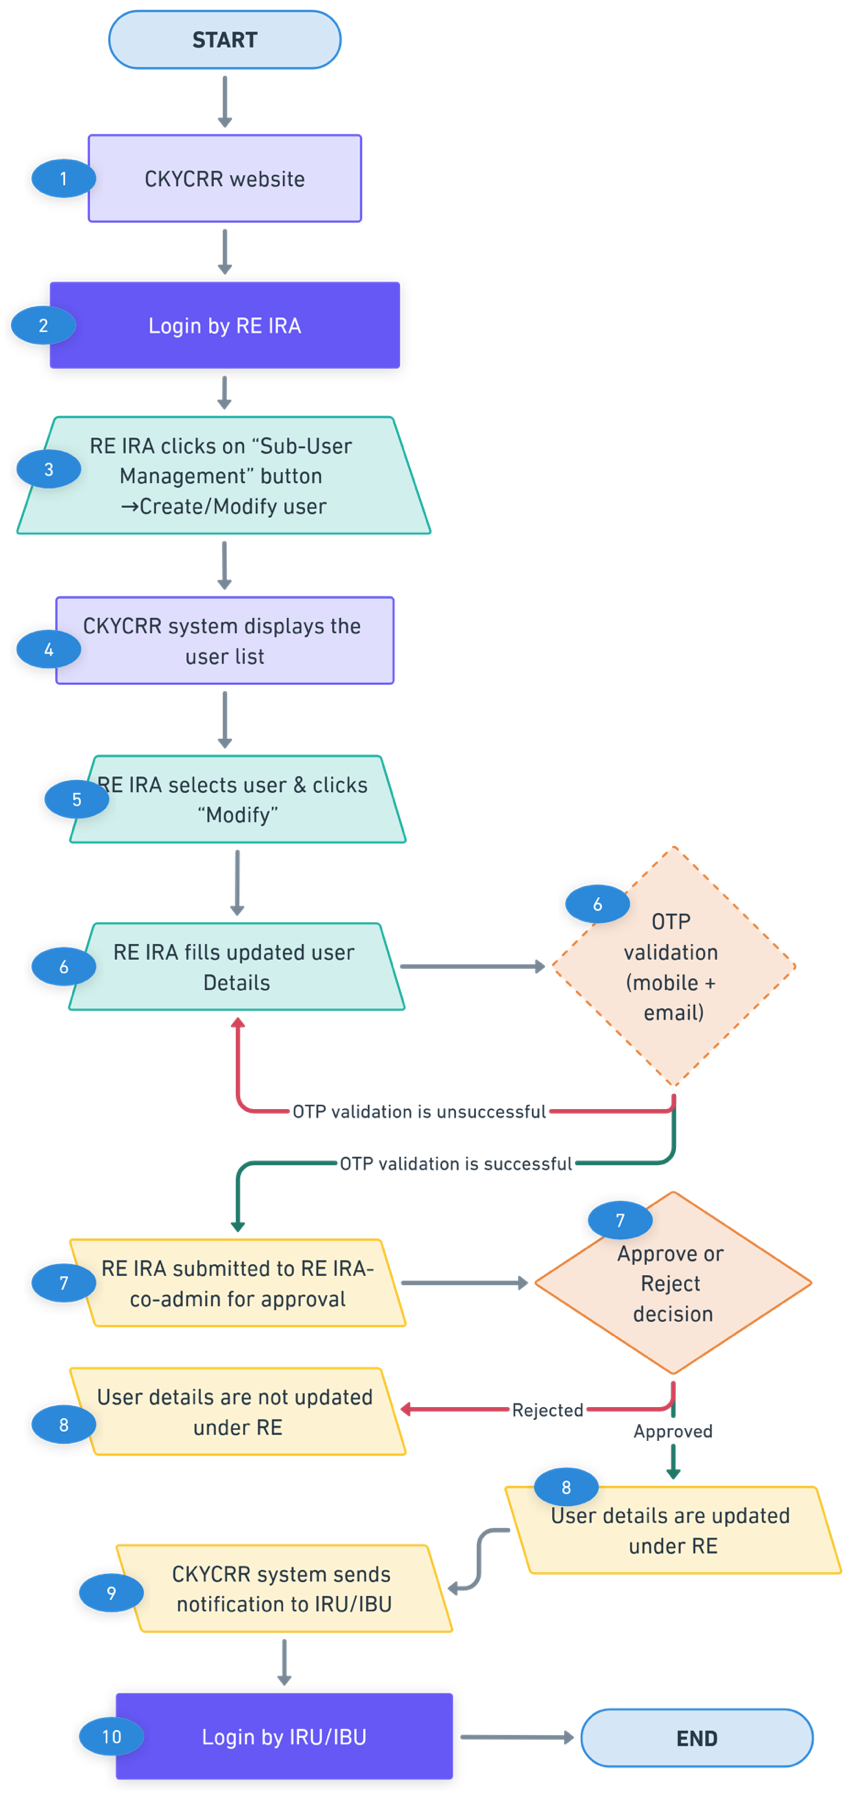 START
1
CKYCRR website
2
Login by RE IRA
3
RE IRA clicks on “Sub-User
Management” button
→Create/Modify user
4
CKYCRR system displays the
user list
5
RE IRA selects user & clicks
“Modify”
6
RE IRA fills updated user
Details
6
OTP
validation
(mobile +
email)
OTP validation is unsuccessful
OTP validation is successful
7
RE IRA submitted to RE IRA-
co-admin for approval
7
Approve or
Reject
decision
Rejected
Approved
8
User details are not updated
under RE
8
User details are updated
under RE
9
CKYCRR system sends
notification to IRU/IBU
10
Login by IRU/IBU
END